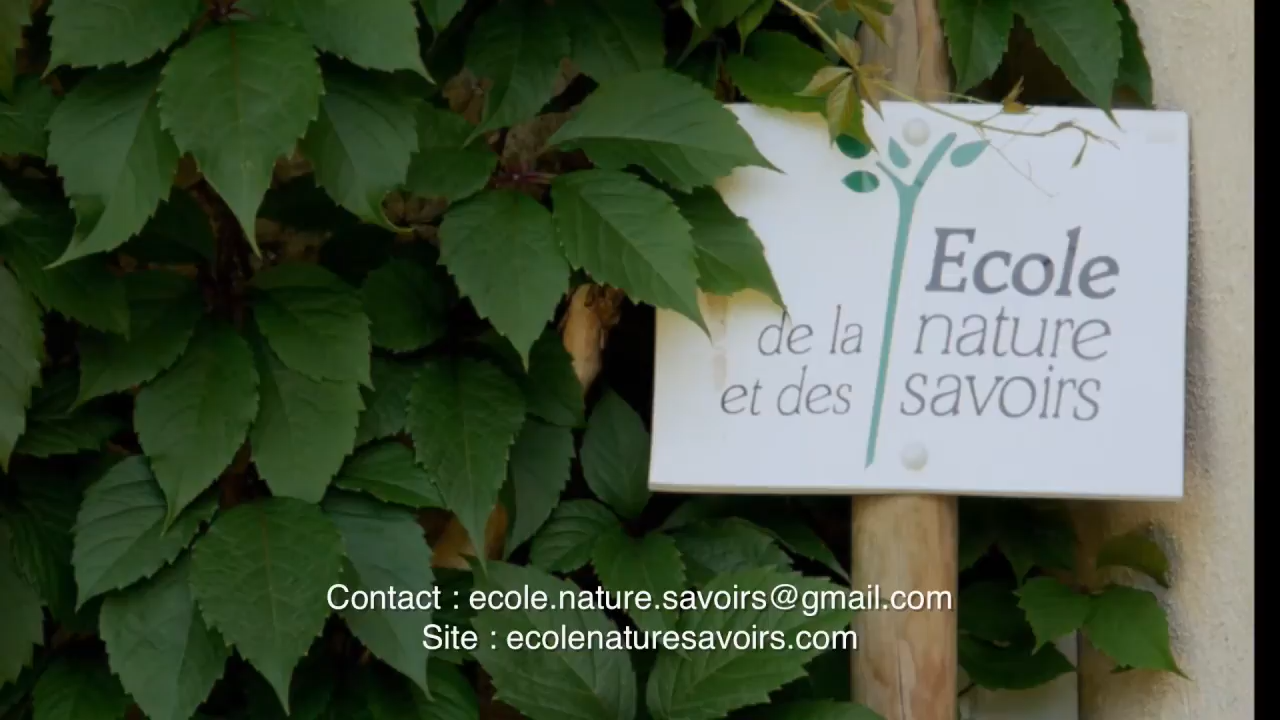 Ecole
de la nature
et des savoirs
Contact : ecole.nature.savoirs@gmail.com
Site : ecolenaturesavoirs.com